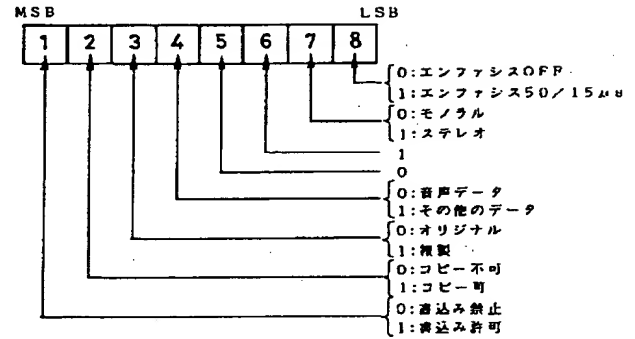 MSB LSB
1 2 3 4 5 6 7 8
0:エンファシスOFF
1:エンファシス50/15μs
0:モノラル
1:ステレオ
1
0
0:音声データ
1:その他のデータ
0:オリジナル
1:複製
0:コピー不可
1:コピー可
0:書込み禁止
1:書込み許可